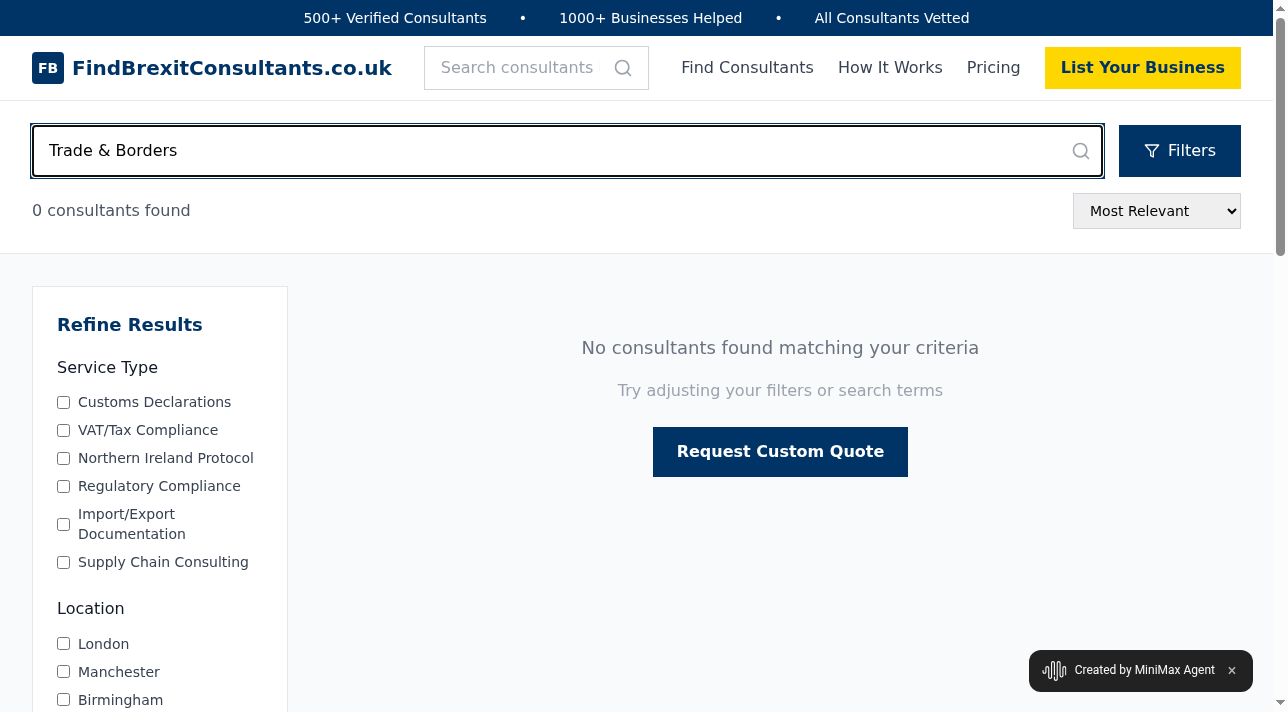 500+ Verified Consultants • 1000+ Businesses Helped • All Consultants Vetted
FB FindBrexitConsultants.co.uk Search consultants Find Consultants How It Works Pricing List Your Business
Trade & Borders Filters
0 consultants found Most Relevant
Refine Results
Service Type
Customs Declarations
VAT/Tax Compliance
Northern Ireland Protocol
Regulatory Compliance
Import/Export
Documentation
Supply Chain Consulting
Location
London
Manchester
Birmingham
No consultants found matching your criteria
Try adjusting your filters or search terms
Request Custom Quote
Created by MiniMax Agent ×